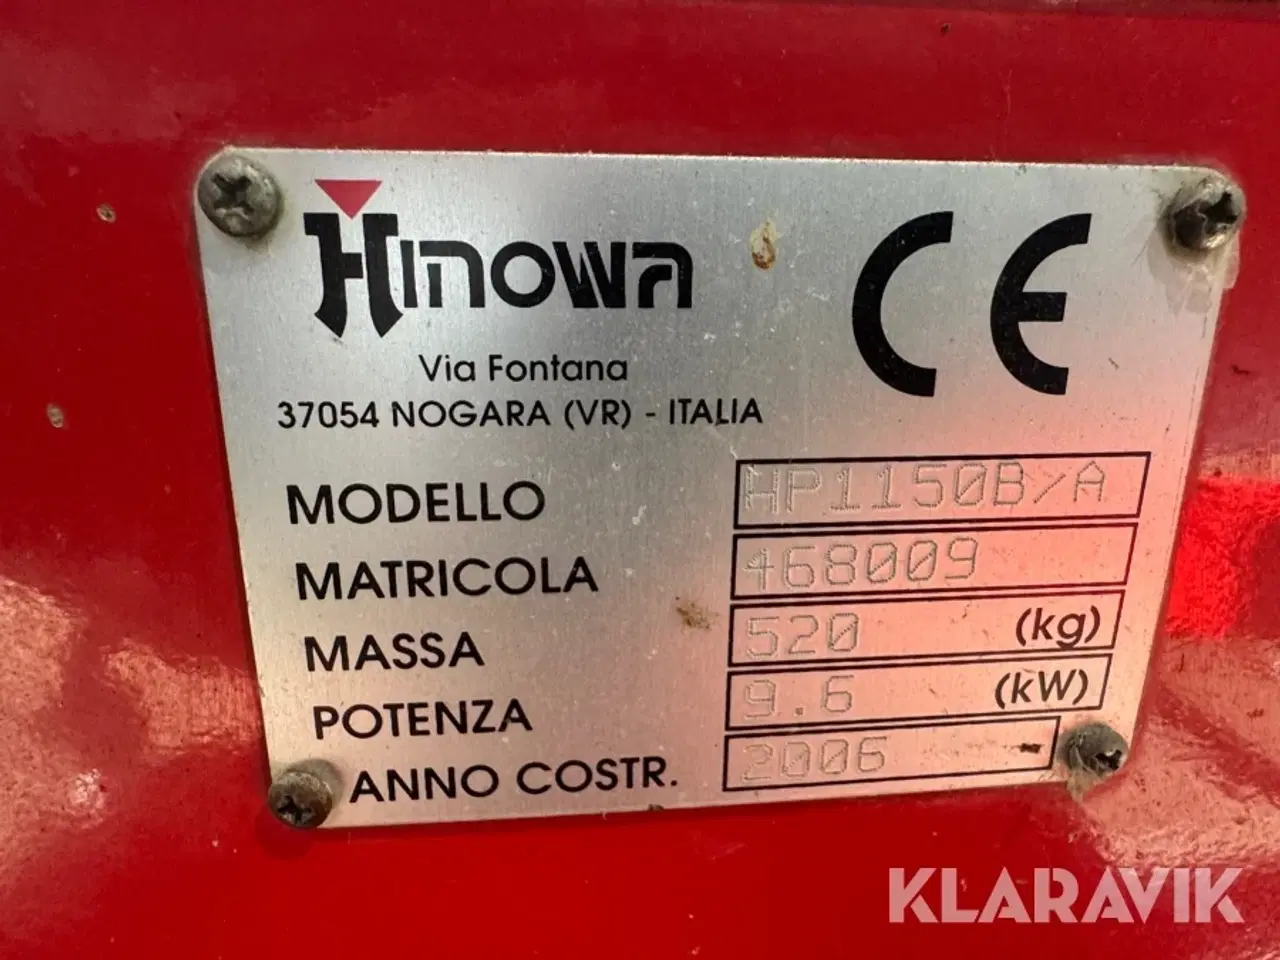 HINOWA
CE
Via Fontana
37054 NOGARA (VR) - ITALIA
MODELLO HP1150B/A
MATRICOLA 468009
MASSA 520 (kg)
POTENZA 9.6 (kW)
ANNO COSTR. 2006
KLARAVIK